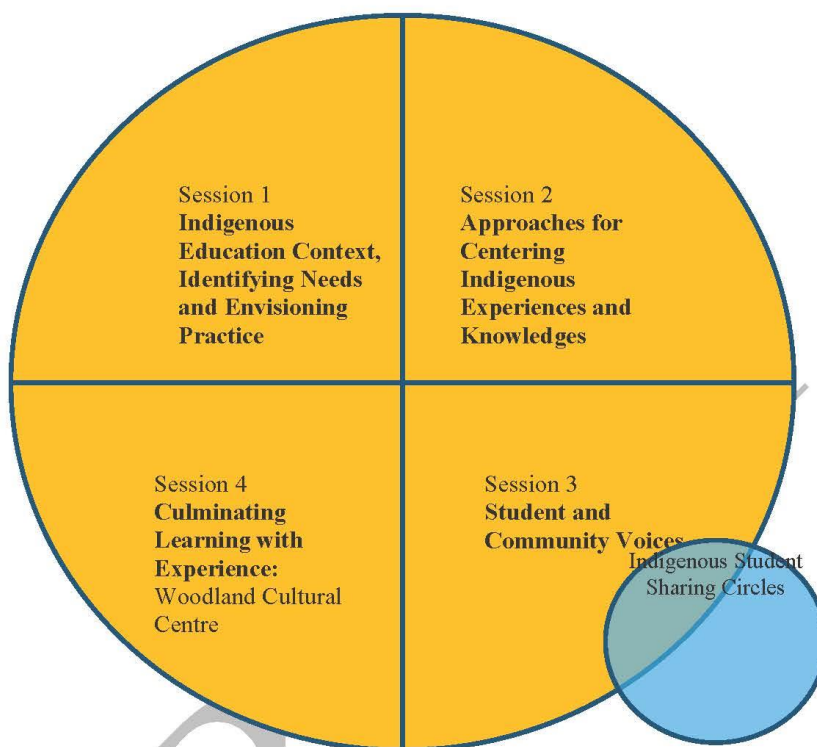 Session 1
Indigenous
Education Context,
Identifying Needs
and Envisioning
Practice
Session 2
Approaches for
Centering
Indigenous
Experiences and
Knowledges
Session 4
Culminating
Learning with
Experience:
Woodland Cultural
Centre
Session 3
Student and
Community Voices
Indigenous Student
Sharing Circles